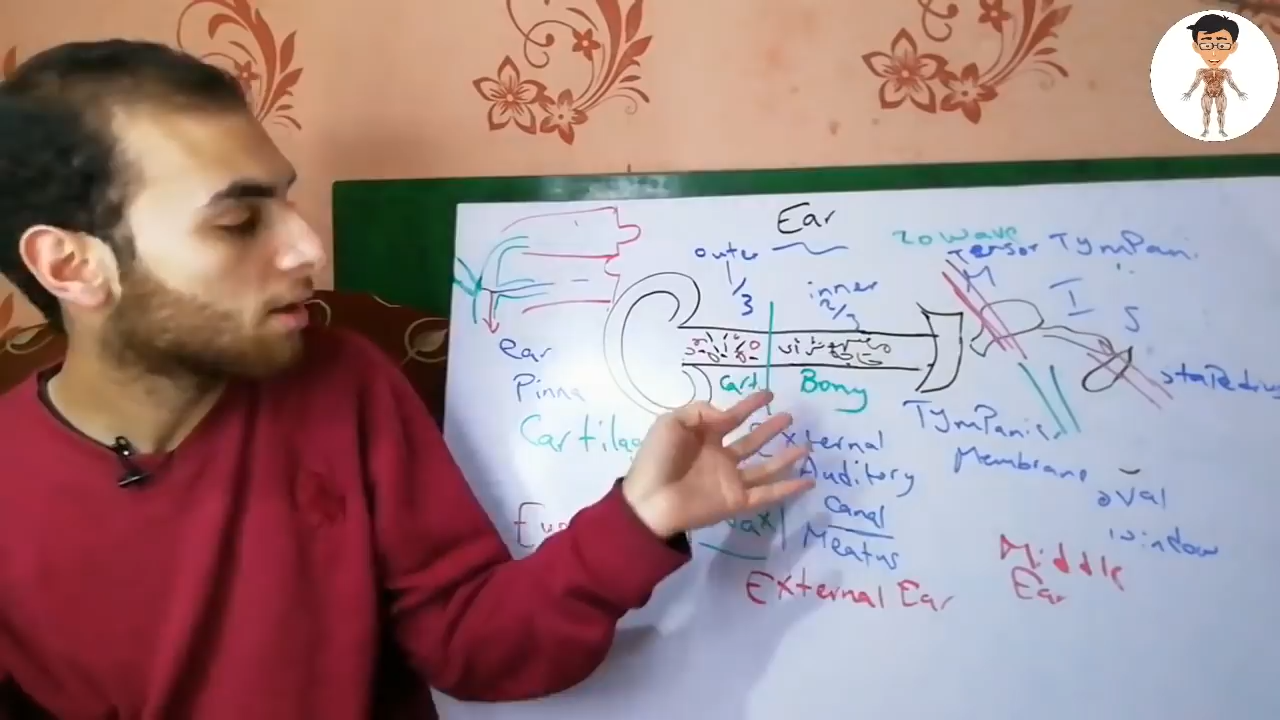 Ear
outer
1/3
inner
2/3
Tensor TymPani
M
I
S
ear
Pinna
Cart
Bony
TymPanic
Membrane
External
Auditory
Canal
Meatus
oval
window
Middle
Ear
External Ear